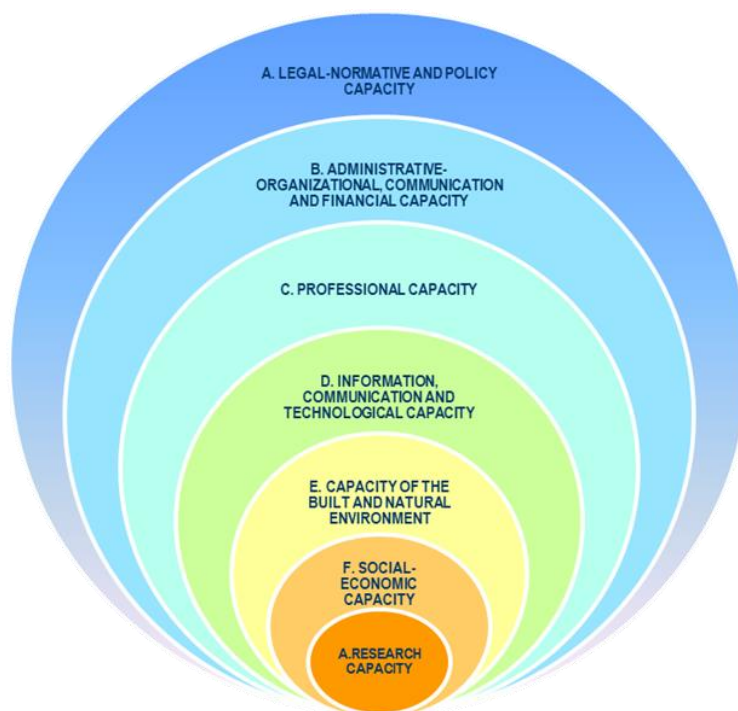 A. LEGAL-NORMATIVE AND POLICY
CAPACITY
B. ADMINISTRATIVE-
ORGANIZATIONAL, COMMUNICATION
AND FINANCIAL CAPACITY
C. PROFESSIONAL CAPACITY
D. INFORMATION,
COMMUNICATION AND
TECHNOLOGICAL CAPACITY
E. CAPACITY OF THE
BUILT AND NATURAL
ENVIRONMENT
F. SOCIAL-
ECONOMIC
CAPACITY
A.RESEARCH
CAPACITY